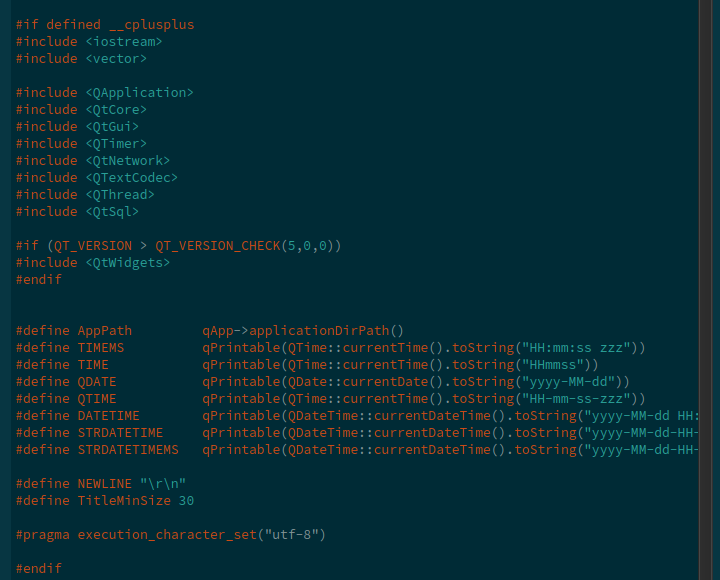 #if defined __cplusplus
#include <iostream>
#include <vector>
#include <QApplication>
#include <QtCore>
#include <QtGui>
#include <QTimer>
#include <QtNetwork>
#include <QTextCodec>
#include <QThread>
#include <QtSql>
#if (QT_VERSION > QT_VERSION_CHECK(5,0,0))
#include <QtWidgets>
#endif
#define AppPath         qApp->applicationDirPath()
#define TIMEMS          qPrintable(QTime::currentTime().toString("HH:mm:ss zzz"))
#define TIME            qPrintable(QTime::currentTime().toString("HHmmss"))
#define QDATE           qPrintable(QDate::currentDate().toString("yyyy-MM-dd"))
#define QTIME           qPrintable(QTime::currentTime().toString("HH-mm-ss-zzz"))
#define DATETIME        qPrintable(QDateTime::currentDateTime().toString("yyyy-MM-dd HH:
#define STRDATETIME     qPrintable(QDateTime::currentDateTime().toString("yyyy-MM-dd-HH-
#define STRDATETIMEMS   qPrintable(QDateTime::currentDateTime().toString("yyyy-MM-dd-HH-
#define NEWLINE "\r\n"
#define TitleMinSize 30
#pragma execution_character_set("utf-8")
#endif